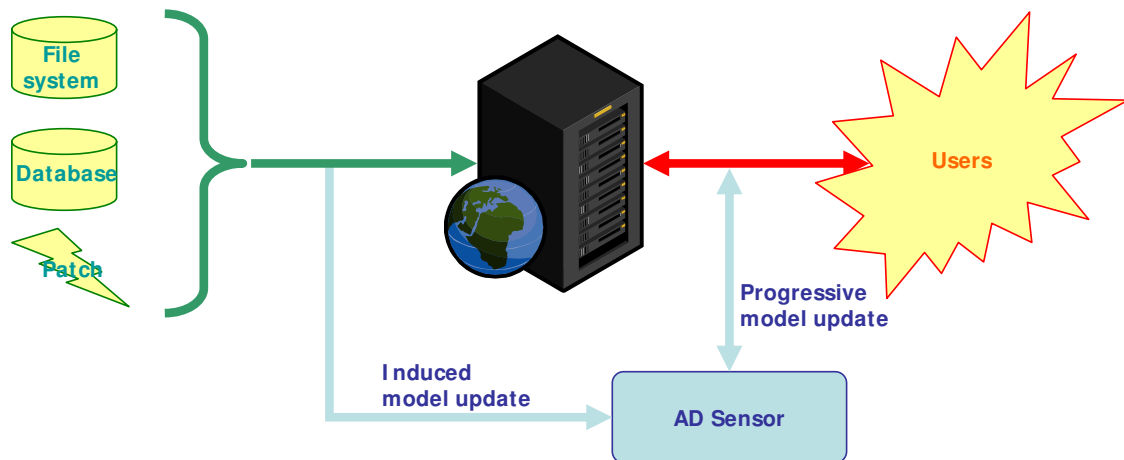 File
system
Database
Patch
Users
Progressive
model update
Induced
model update
AD Sensor